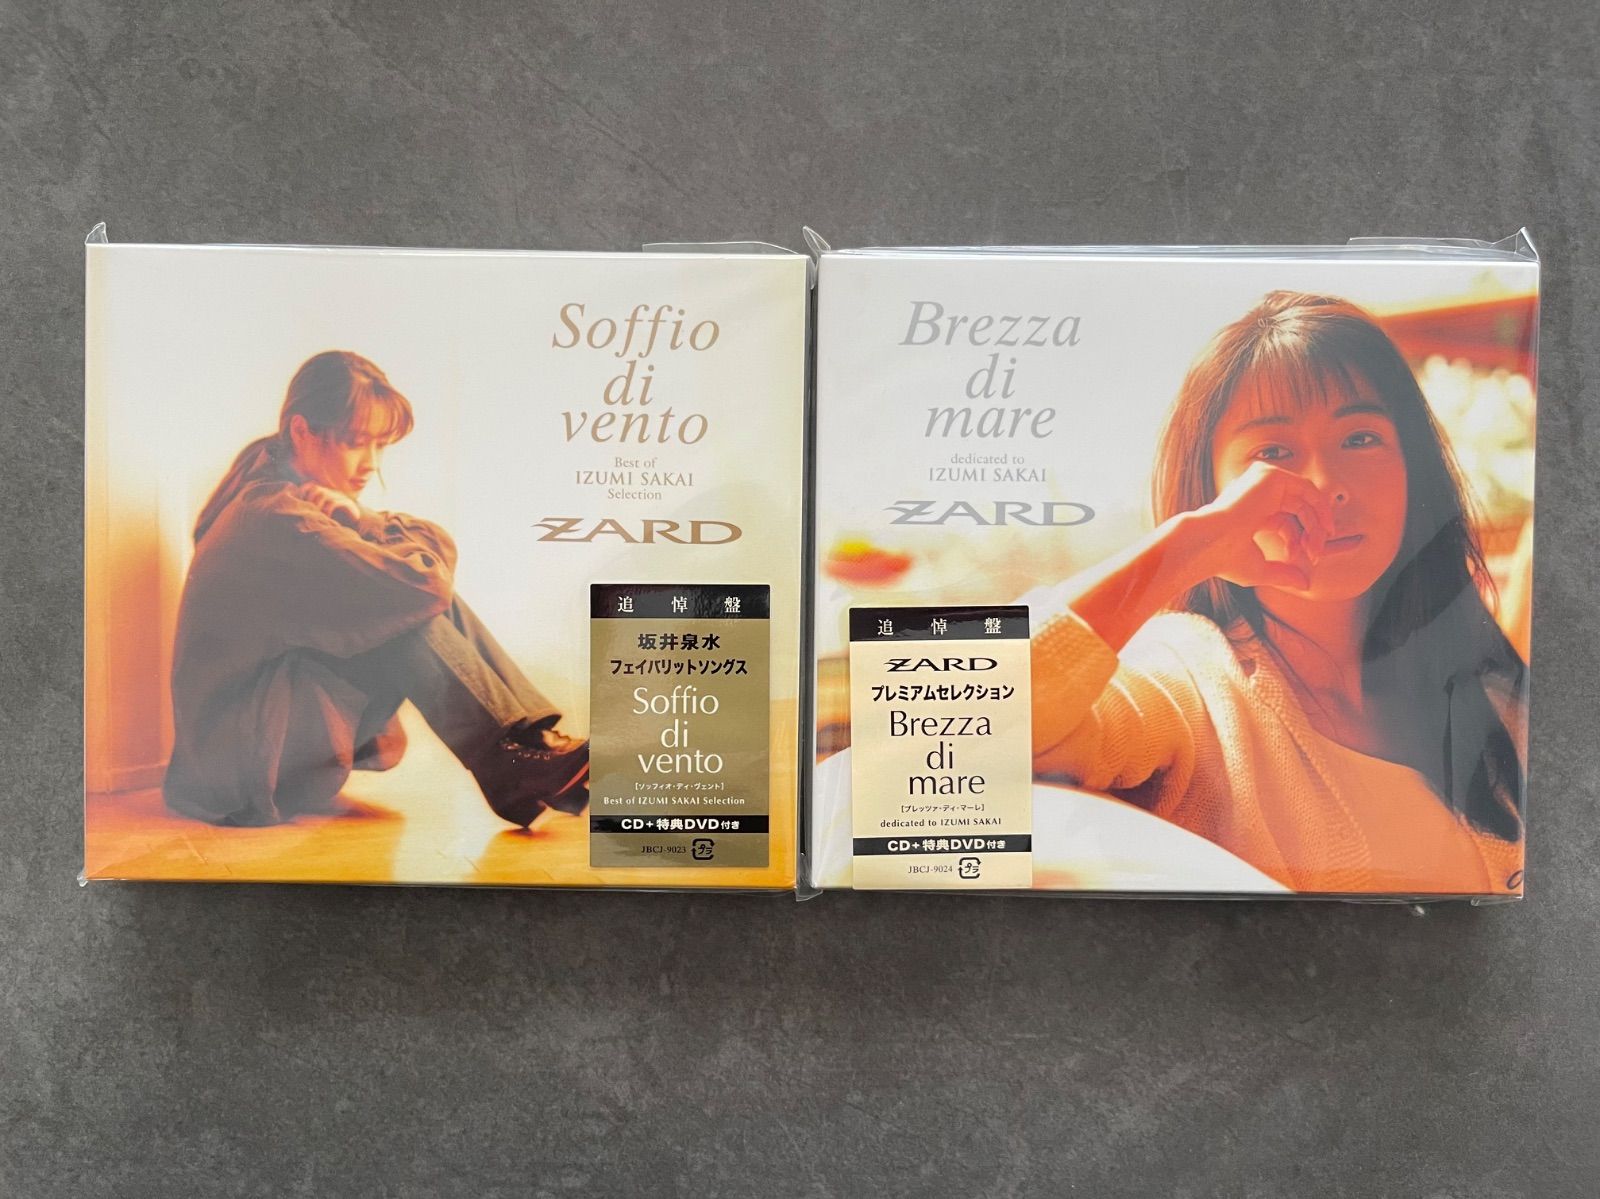 Soffio
di
vento
Best of
IZUMI SAKAI
Selection
ZARD
追悼盤
坂井泉水
フェイバリットソングス
Soffio
di
vento
[ソッフィオ・ディ・ヴェント]
Best of IZUMI SAKAI Selection
CD+特典DVD付き
JBCJ-9023 プラ
Brezza
di
mare
dedicated to
IZUMI SAKAI
ZARD
追悼盤
ZARD
プレミアムセレクション
Brezza
di
mare
[ブレッツァ・ディ・マーレ]
dedicated to IZUMI SAKAI
CD+特典DVD付き
JBCJ-9024 プラ